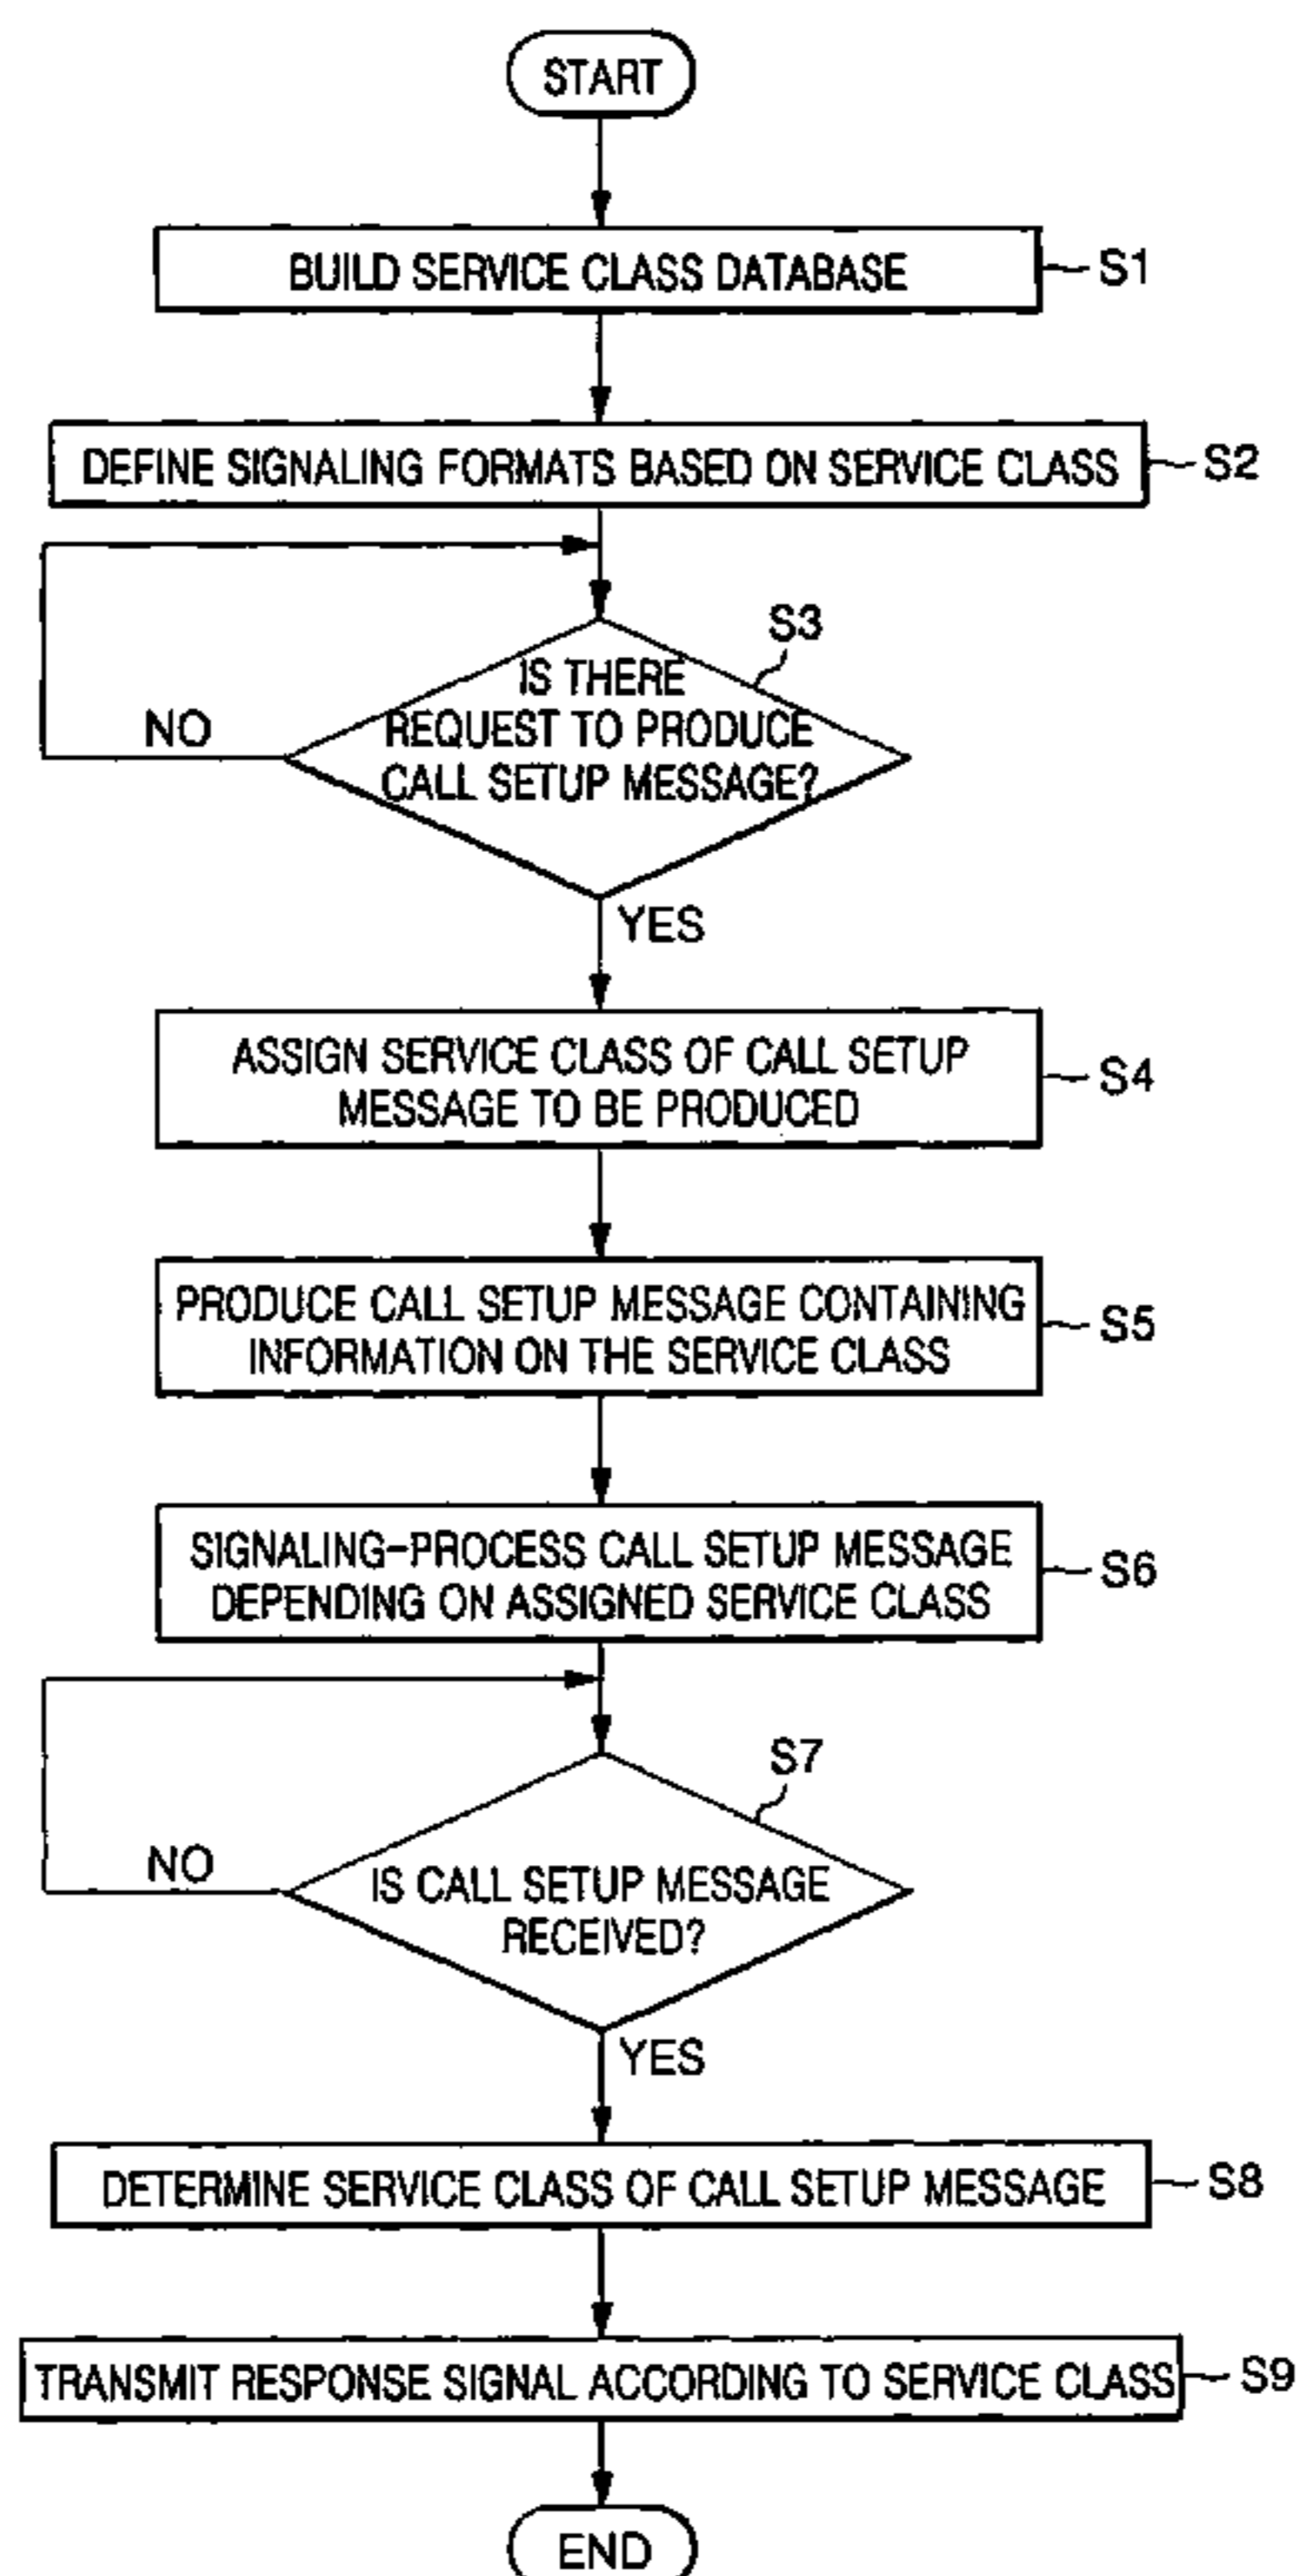 START
BUILD SERVICE CLASS DATABASE
S1
DEFINE SIGNALING FORMATS BASED ON SERVICE CLASS
S2
S3
IS THERE
REQUEST TO PRODUCE
CALL SETUP MESSAGE?
NO
YES
ASSIGN SERVICE CLASS OF CALL SETUP
MESSAGE TO BE PRODUCED
S4
PRODUCE CALL SETUP MESSAGE CONTAINING
INFORMATION ON THE SERVICE CLASS
S5
SIGNALING-PROCESS CALL SETUP MESSAGE
DEPENDING ON ASSIGNED SERVICE CLASS
S6
S7
IS CALL SETUP MESSAGE
RECEIVED?
NO
YES
DETERMINE SERVICE CLASS OF CALL SETUP MESSAGE
S8
TRANSMIT RESPONSE SIGNAL ACCORDING TO SERVICE CLASS
S9
END